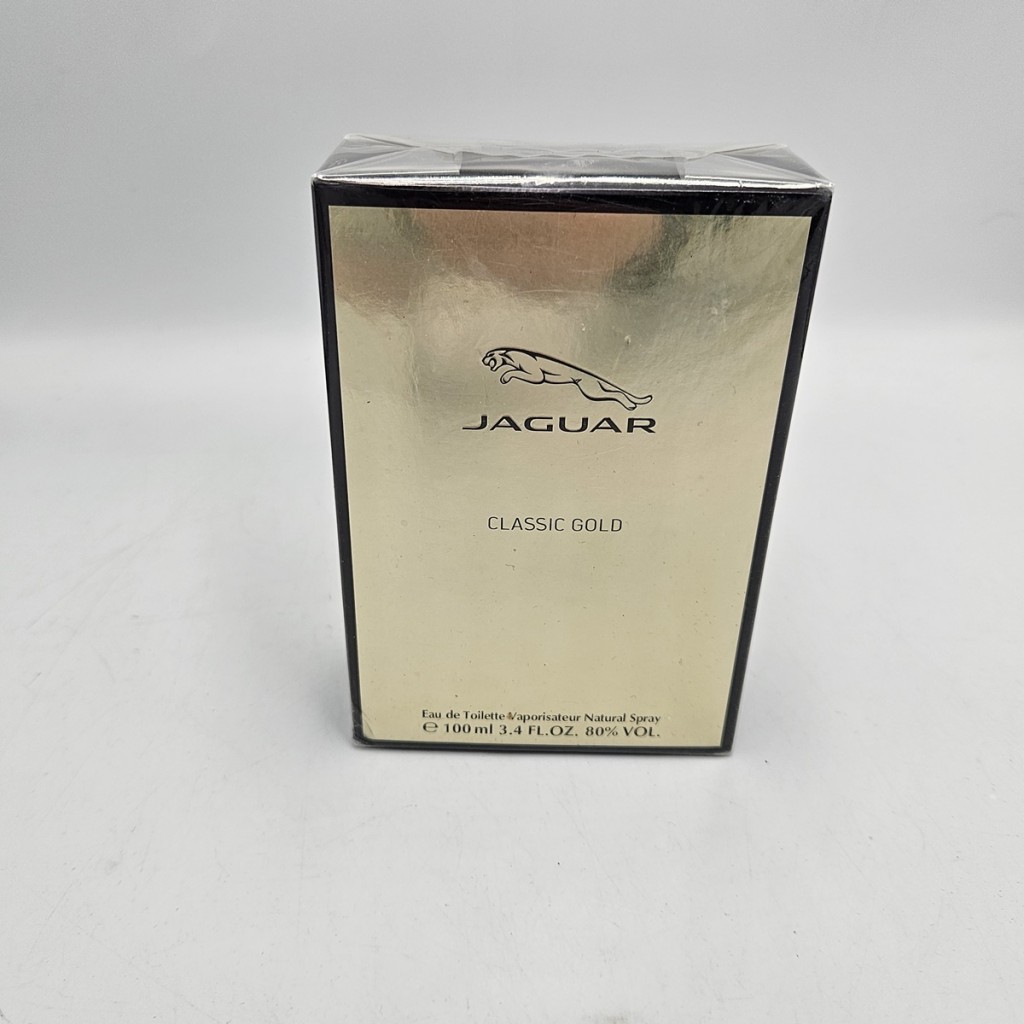 JAGUAR
CLASSIC GOLD
Eau de Toilette Vaporisateur Natural Spray
℮ 100 ml 3.4 FL.OZ. 80% VOL.